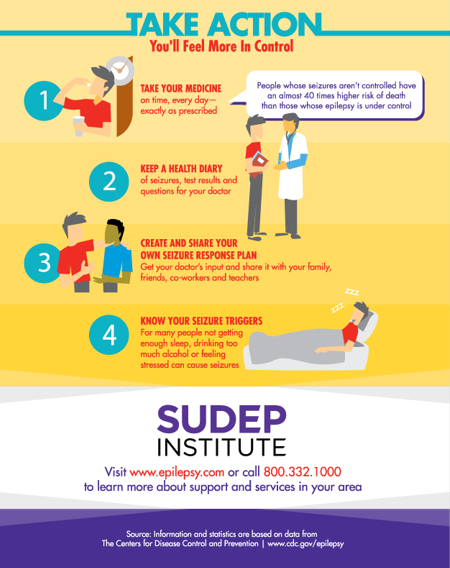 TAKE ACTION
You'll Feel More In Control
1
TAKE YOUR MEDICINE
on time, every day—
exactly as prescribed
People whose seizures aren't controlled have
an almost 40 times higher risk of death
than those whose epilepsy is under control
2
KEEP A HEALTH DIARY
of seizures, test results and
questions for your doctor
3
CREATE AND SHARE YOUR
OWN SEIZURE RESPONSE PLAN
Get your doctor's input and share it with your family,
friends, co-workers and teachers
4
KNOW YOUR SEIZURE TRIGGERS
For many people not getting
enough sleep, drinking too
much alcohol or feeling
stressed can cause seizures
zzz
zzz
SUDEP
INSTITUTE
Visit www.epilepsy.com or call 800.332.1000
to learn more about support and services in your area
Source: Information and statistics are based on data from
The Centers for Disease Control and Prevention | www.cdc.gov/epilepsy